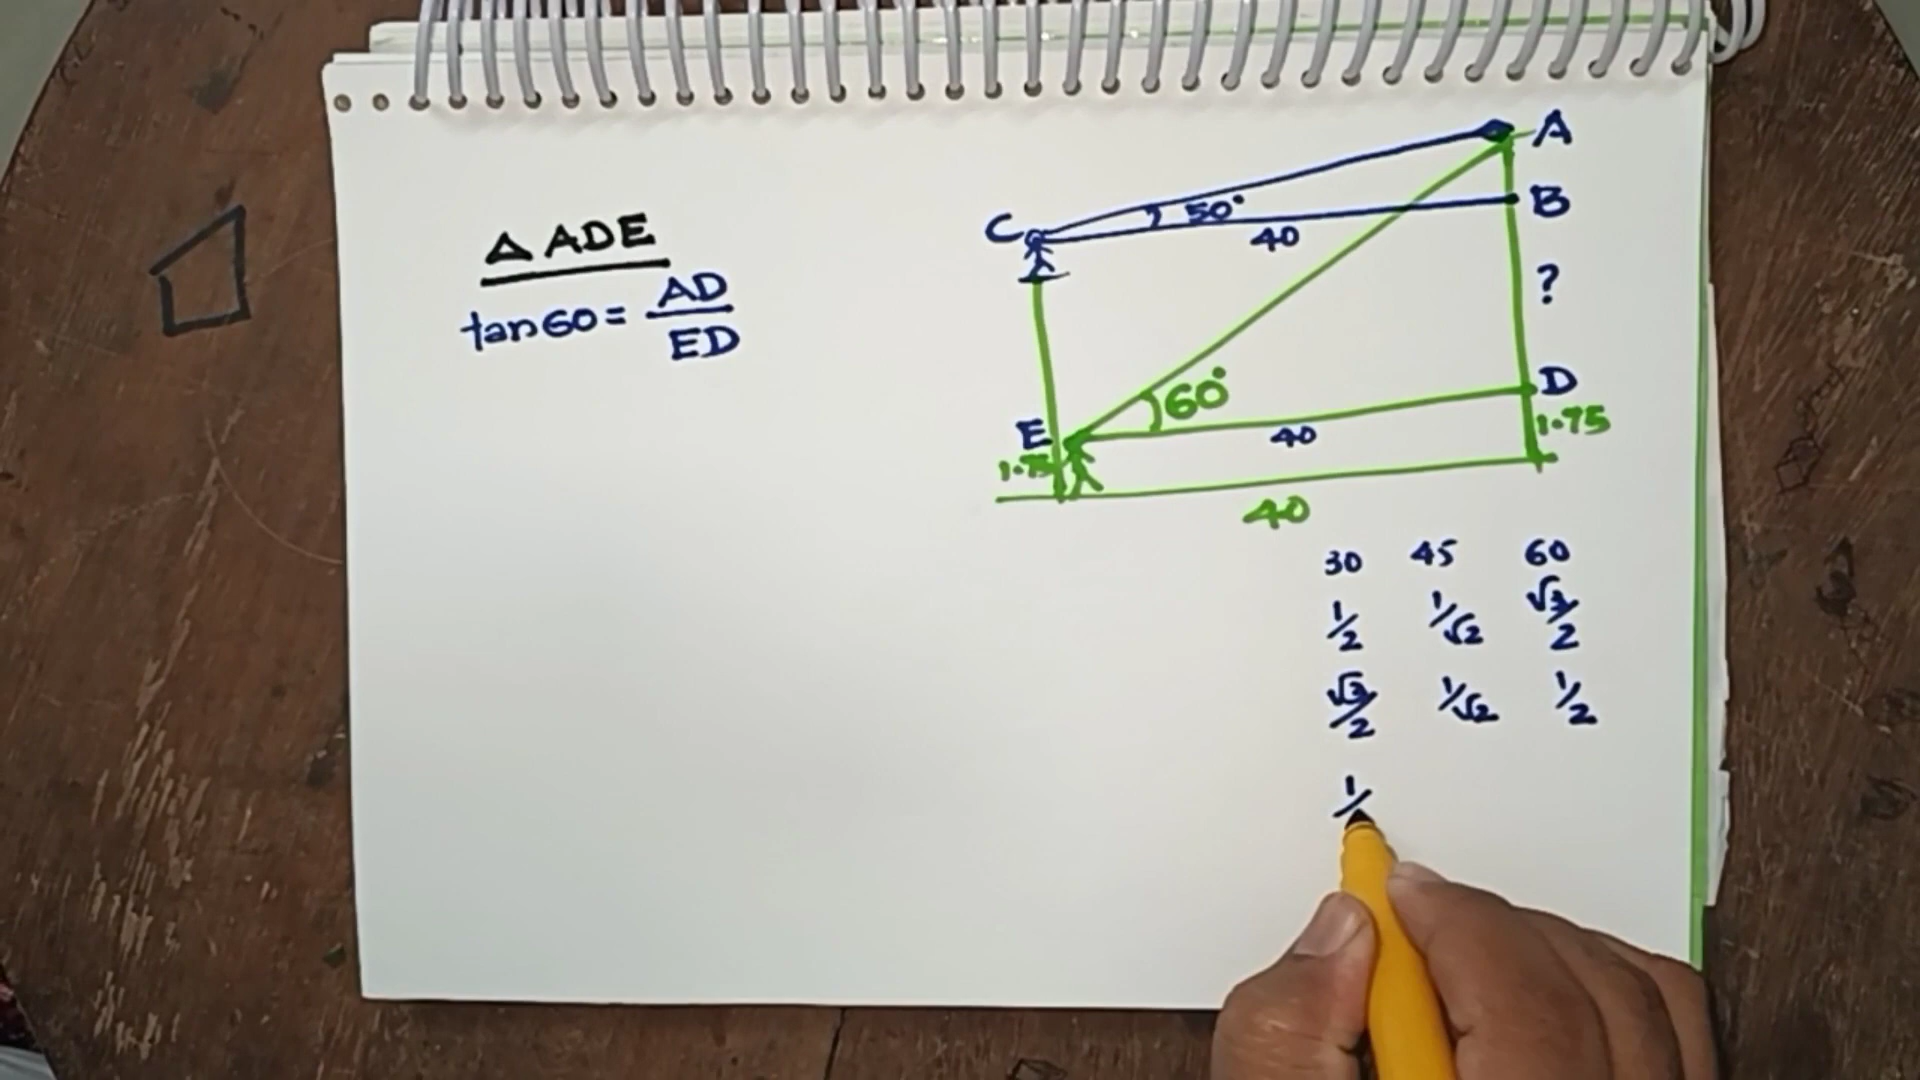 △ ADE
tan60 = AD/ED
A
C 50° B
40
?
60° D
E 40 1.75
1.75
40
30 45 60
1/2 1/√2 √3/2
√3/2 1/√2 1/2
1/